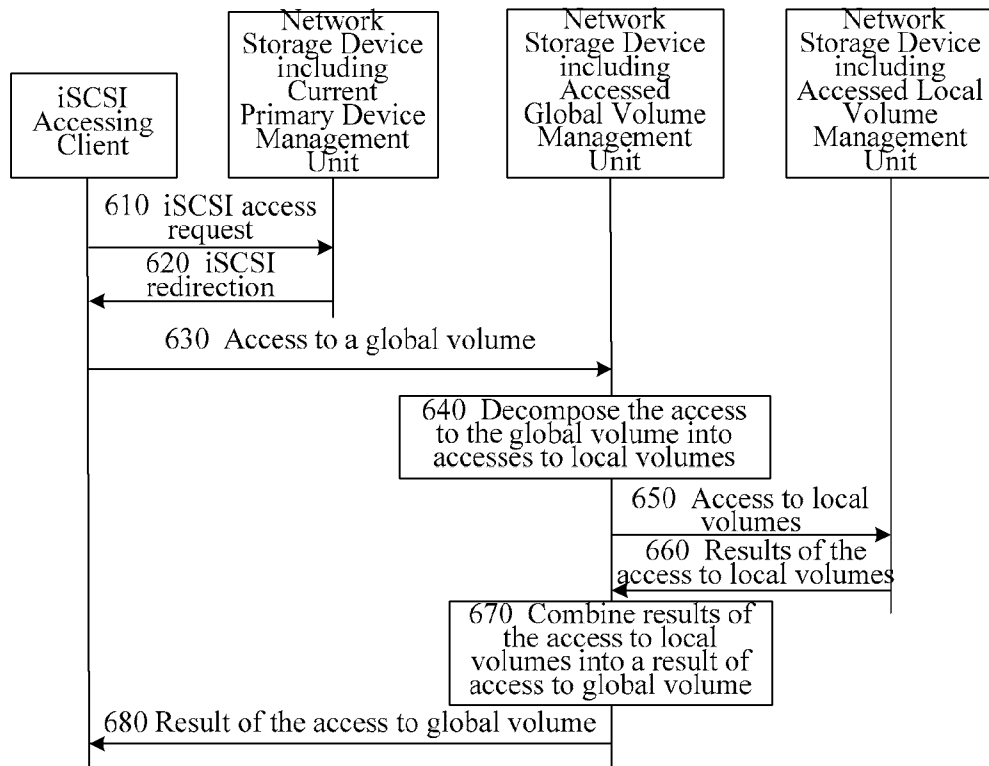 iSCSI
Accessing
Client
Network
Storage Device
including
Current
Primary Device
Management
Unit
Network
Storage Device
including
Accessed
Global Volume
Management
Unit
Network
Storage Device
including
Accessed Local
Volume
Management
Unit
610 iSCSI access
request
620 iSCSI
redirection
630 Access to a global volume
640 Decompose the access
to the global volume into
accesses to local volumes
650 Access to local
volumes
660 Results of the
access to local volumes
670 Combine results of
the access to local
volumes into a result of
access to global volume
680 Result of the access to global volume